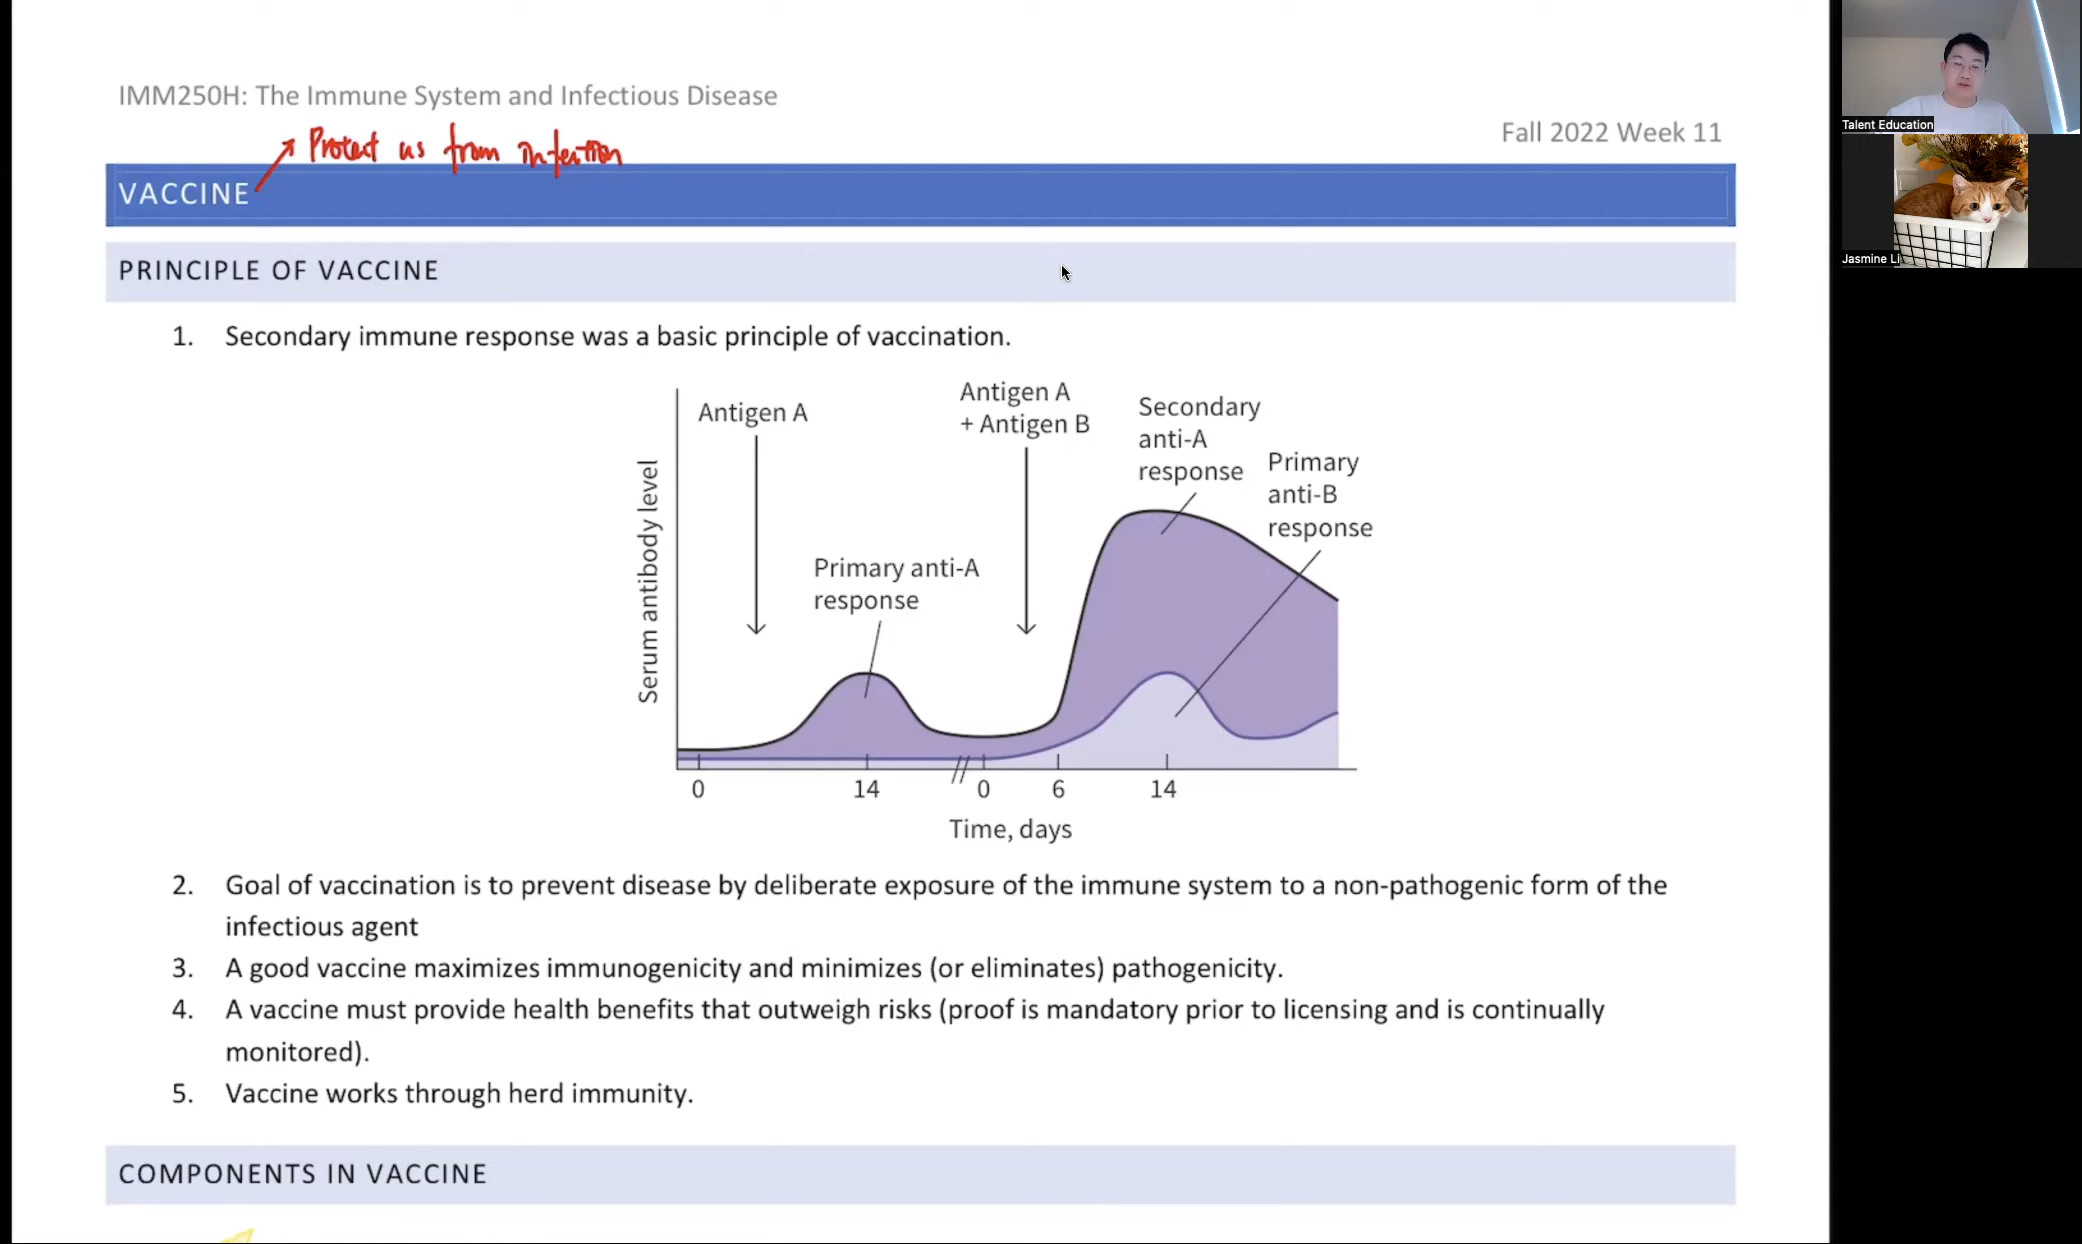 IMM250H: The Immune System and Infectious Disease
Protect us from infection
Fall 2022 Week 11
VACCINE
PRINCIPLE OF VACCINE
1. Secondary immune response was a basic principle of vaccination.
Antigen A
Antigen A
+ Antigen B
Secondary
anti-A
response
Primary
anti-B
response
Primary anti-A
response
Serum antibody level
0 14 // 0 6 14
Time, days
2. Goal of vaccination is to prevent disease by deliberate exposure of the immune system to a non-pathogenic form of the
infectious agent
3. A good vaccine maximizes immunogenicity and minimizes (or eliminates) pathogenicity.
4. A vaccine must provide health benefits that outweigh risks (proof is mandatory prior to licensing and is continually
monitored).
5. Vaccine works through herd immunity.
COMPONENTS IN VACCINE
Talent Education
Jasmine Li